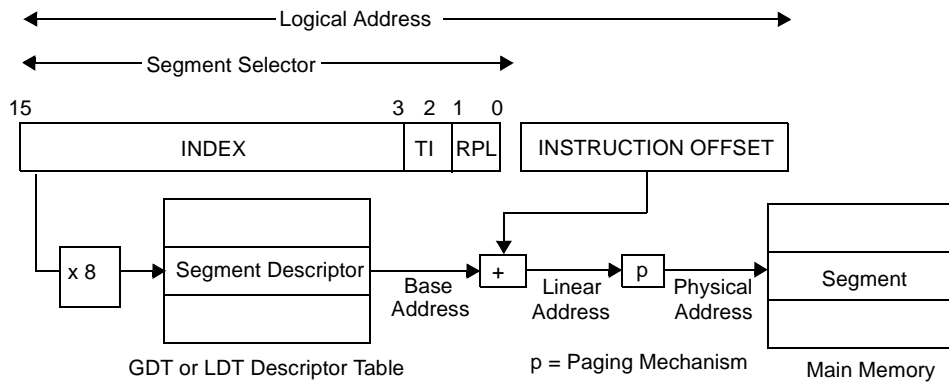 Logical Address
Segment Selector
15 3 2 1 0
INDEX TI RPL INSTRUCTION OFFSET
x 8 Segment Descriptor + p Segment
Base Address
Linear Address
Physical Address
GDT or LDT Descriptor Table
p = Paging Mechanism
Main Memory